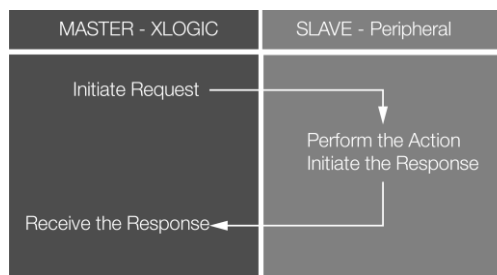 MASTER - XLOGIC
SLAVE - Peripheral
Initiate Request
Perform the Action
Initiate the Response
Receive the Response